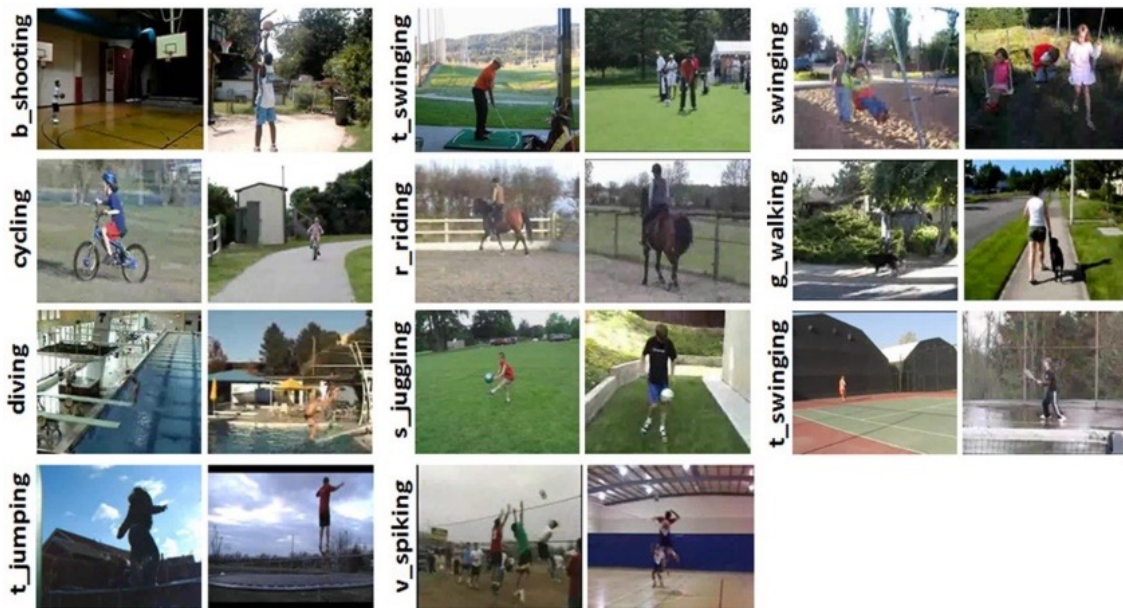 b_shooting
t_swinging
swinging
cycling
r_riding
g_walking
diving
s_juggling
t_swinging
t_jumping
v_spiking